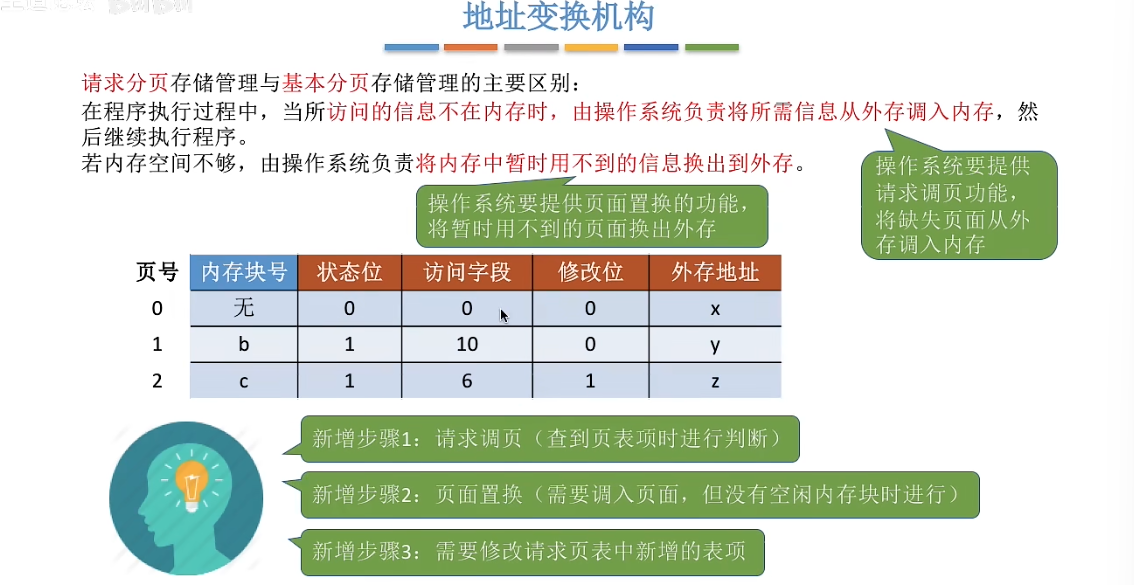 地址变换机构
请求分页存储管理与基本分页存储管理的主要区别：
在程序执行过程中，当所访问的信息不在内存时，由操作系统负责将所需信息从外存调入内存，然
后继续执行程序。
若内存空间不够，由操作系统负责将内存中暂时用不到的信息换出到外存。
操作系统要提供
请求调页功能，
将缺失页面从外
存调入内存
操作系统要提供页面置换的功能，
将暂时用不到的页面换出外存
页号 内存块号 状态位 访问字段 修改位 外存地址
0 无 0 0 0 x
1 b 1 10 0 y
2 c 1 6 1 z
新增步骤1：请求调页（查到页表项时进行判断）
新增步骤2：页面置换（需要调入页面，但没有空闲内存块时进行）
新增步骤3：需要修改请求页表中新增的表项